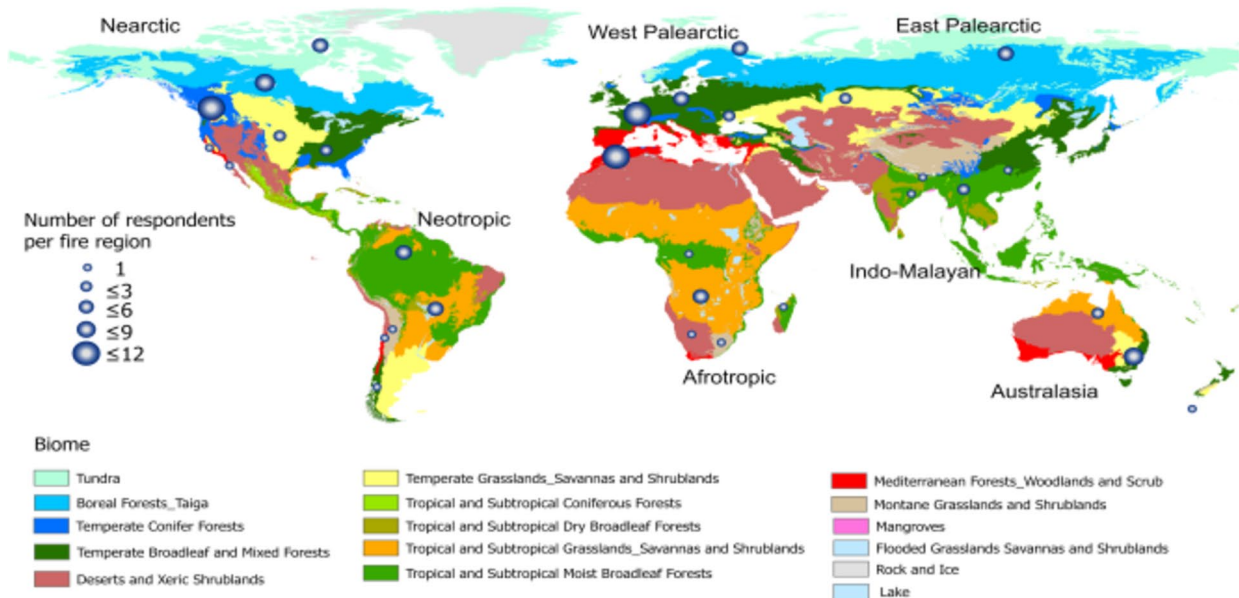 Nearctic
West Palearctic
East Palearctic
Neotropic
Indo-Malayan
Afrotropic
Australasia
Number of respondents
per fire region
1
≤3
≤6
≤9
≤12
Biome
Tundra
Boreal Forests_Taiga
Temperate Conifer Forests
Temperate Broadleaf and Mixed Forests
Deserts and Xeric Shrublands
Temperate Grasslands_Savannas and Shrublands
Tropical and Subtropical Coniferous Forests
Tropical and Subtropical Dry Broadleaf Forests
Tropical and Subtropical Grasslands_Savannas and Shrublands
Tropical and Subtropical Moist Broadleaf Forests
Mediterranean Forests_Woodlands and Scrub
Montane Grasslands and Shrublands
Mangroves
Flooded Grasslands Savannas and Shrublands
Rock and Ice
Lake